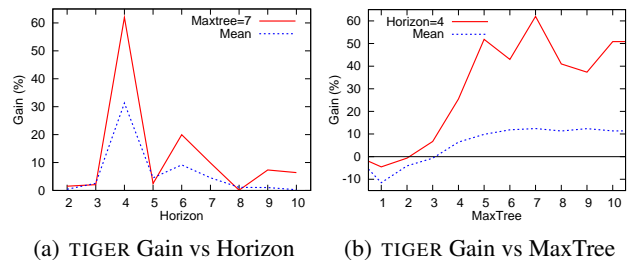 Maxtree=7
Mean
60
50
40
30
20
10
0
Gain (%)
2 3 4 5 6 7 8 9 10
Horizon
Horizon=4
Mean
60
50
40
30
20
10
0
-10
Gain (%)
1 2 3 4 5 6 7 8 9 10
MaxTree
(a) TIGER Gain vs Horizon
(b) TIGER Gain vs MaxTree